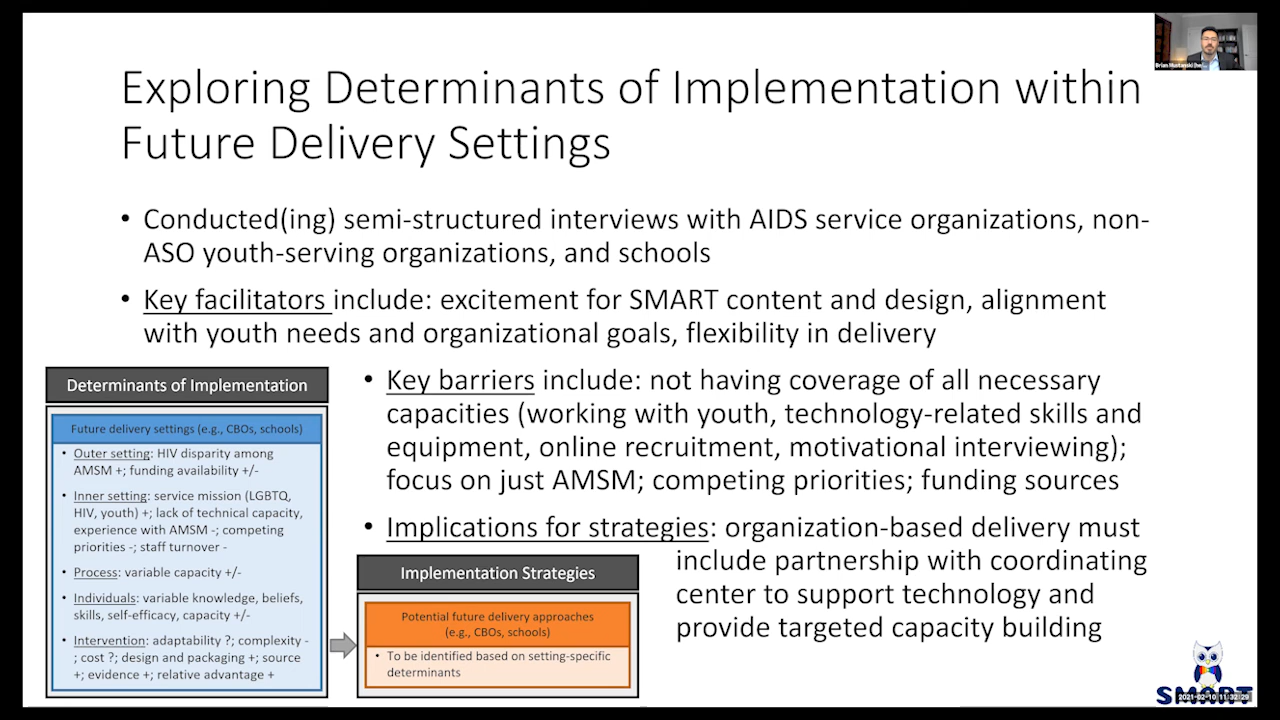 Brian Mustanski
Exploring Determinants of Implementation within
Future Delivery Settings
• Conducted(ing) semi-structured interviews with AIDS service organizations, non-
ASO youth-serving organizations, and schools
• Key facilitators include: excitement for SMART content and design, alignment
with youth needs and organizational goals, flexibility in delivery
• Key barriers include: not having coverage of all necessary
capacities (working with youth, technology-related skills and
equipment, online recruitment, motivational interviewing);
focus on just AMSM; competing priorities; funding sources
• Implications for strategies: organization-based delivery must
include partnership with coordinating
center to support technology and
provide targeted capacity building
Determinants of Implementation
Future delivery settings (e.g., CBOs, schools)
• Outer setting: HIV disparity among
AMSM +; funding availability +/-
• Inner setting: service mission (LGBTQ,
HIV, youth) +; lack of technical capacity,
experience with AMSM -; competing
priorities -; staff turnover -
• Process: variable capacity +/-
• Individuals: variable knowledge, beliefs,
skills, self-efficacy, capacity +/-
• Intervention: adaptability ?; complexity -
; cost ?; design and packaging +; source
+; evidence +; relative advantage +
Implementation Strategies
Potential future delivery approaches
(e.g., CBOs, schools)
• To be identified based on setting-specific
determinants
SMART
2021-02-10 11:32:29